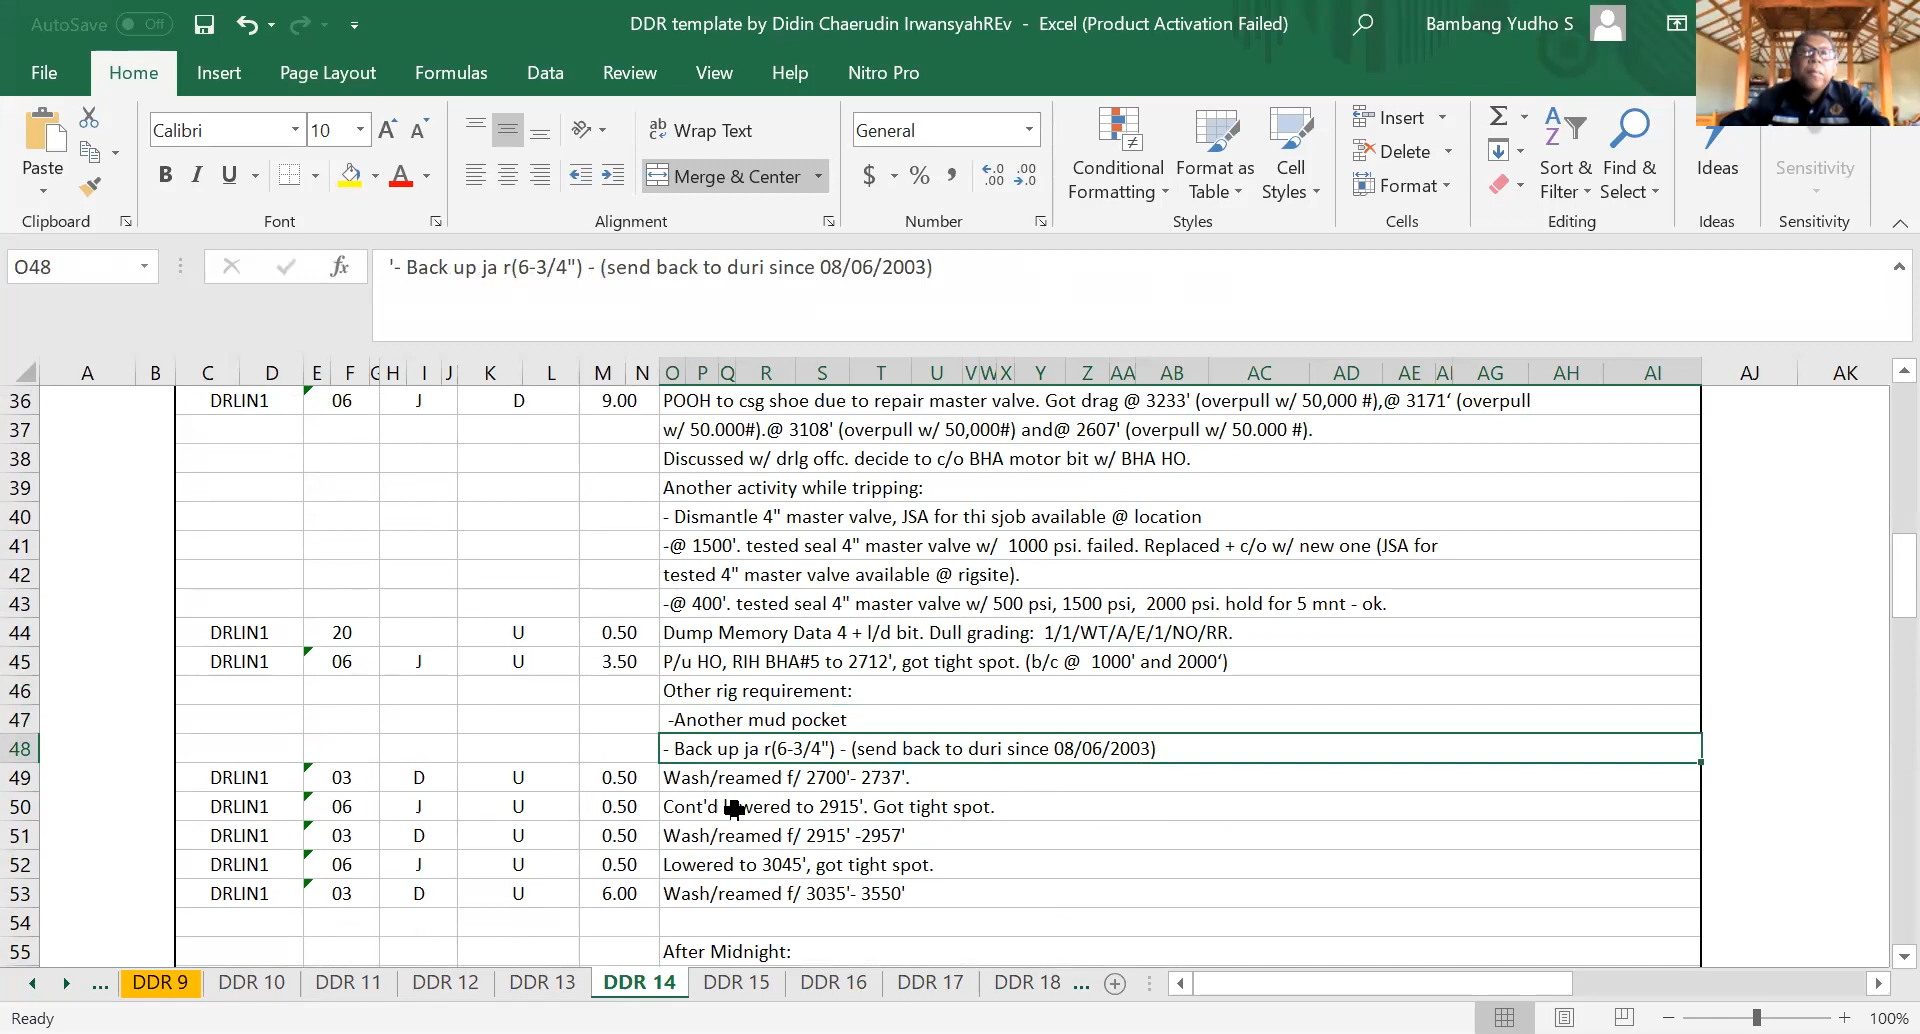 AutoSave Off
DDR template by Didin Chaerudin IrwansyahREv - Excel (Product Activation Failed)
Bambang Yudho S
File Home Insert Page Layout Formulas Data Review View Help Nitro Pro
Paste
Clipboard
Calibri 10
B I U
Font
Wrap Text
Merge & Center
Alignment
General
$ % ,
Number
Conditional Formatting
Format as Table
Cell Styles
Styles
Insert
Delete
Format
Cells
Sort & Filter
Find & Select
Editing
Ideas
Ideas
Sensitivity
Sensitivity
O48
fx
'- Back up ja r(6-3/4") - (send back to duri since 08/06/2003)
A B C D E F G H I J K L M N O P Q R S T U V W X Y Z AA AB AC AD AE AI AG AH AI AJ AK
36 DRLIN1 06 J D 9.00 POOH to csg shoe due to repair master valve. Got drag @ 3233' (overpull w/ 50,000 #),@ 3171‘ (overpull
37 w/ 50.000#).@ 3108' (overpull w/ 50,000#) and@ 2607' (overpull w/ 50.000 #).
38 Discussed w/ drlg offc. decide to c/o BHA motor bit w/ BHA HO.
39 Another activity while tripping:
40 - Dismantle 4" master valve, JSA for thi sjob available @ location
41 -@ 1500'. tested seal 4" master valve w/ 1000 psi. failed. Replaced + c/o w/ new one (JSA for
42 tested 4" master valve available @ rigsite).
43 -@ 400'. tested seal 4" master valve w/ 500 psi, 1500 psi, 2000 psi. hold for 5 mnt - ok.
44 DRLIN1 20 U 0.50 Dump Memory Data 4 + l/d bit. Dull grading: 1/1/WT/A/E/1/NO/RR.
45 DRLIN1 06 J U 3.50 P/u HO, RIH BHA#5 to 2712', got tight spot. (b/c @ 1000' and 2000‘)
46 Other rig requirement:
47 -Another mud pocket
48 - Back up ja r(6-3/4") - (send back to duri since 08/06/2003)
49 DRLIN1 03 D U 0.50 Wash/reamed f/ 2700'- 2737'.
50 DRLIN1 06 J U 0.50 Cont'd lowered to 2915'. Got tight spot.
51 DRLIN1 03 D U 0.50 Wash/reamed f/ 2915' -2957'
52 DRLIN1 06 J U 0.50 Lowered to 3045', got tight spot.
53 DRLIN1 03 D U 6.00 Wash/reamed f/ 3035'- 3550'
54
55 After Midnight:
... DDR 9 DDR 10 DDR 11 DDR 12 DDR 13 DDR 14 DDR 15 DDR 16 DDR 17 DDR 18 ...
Ready
100%